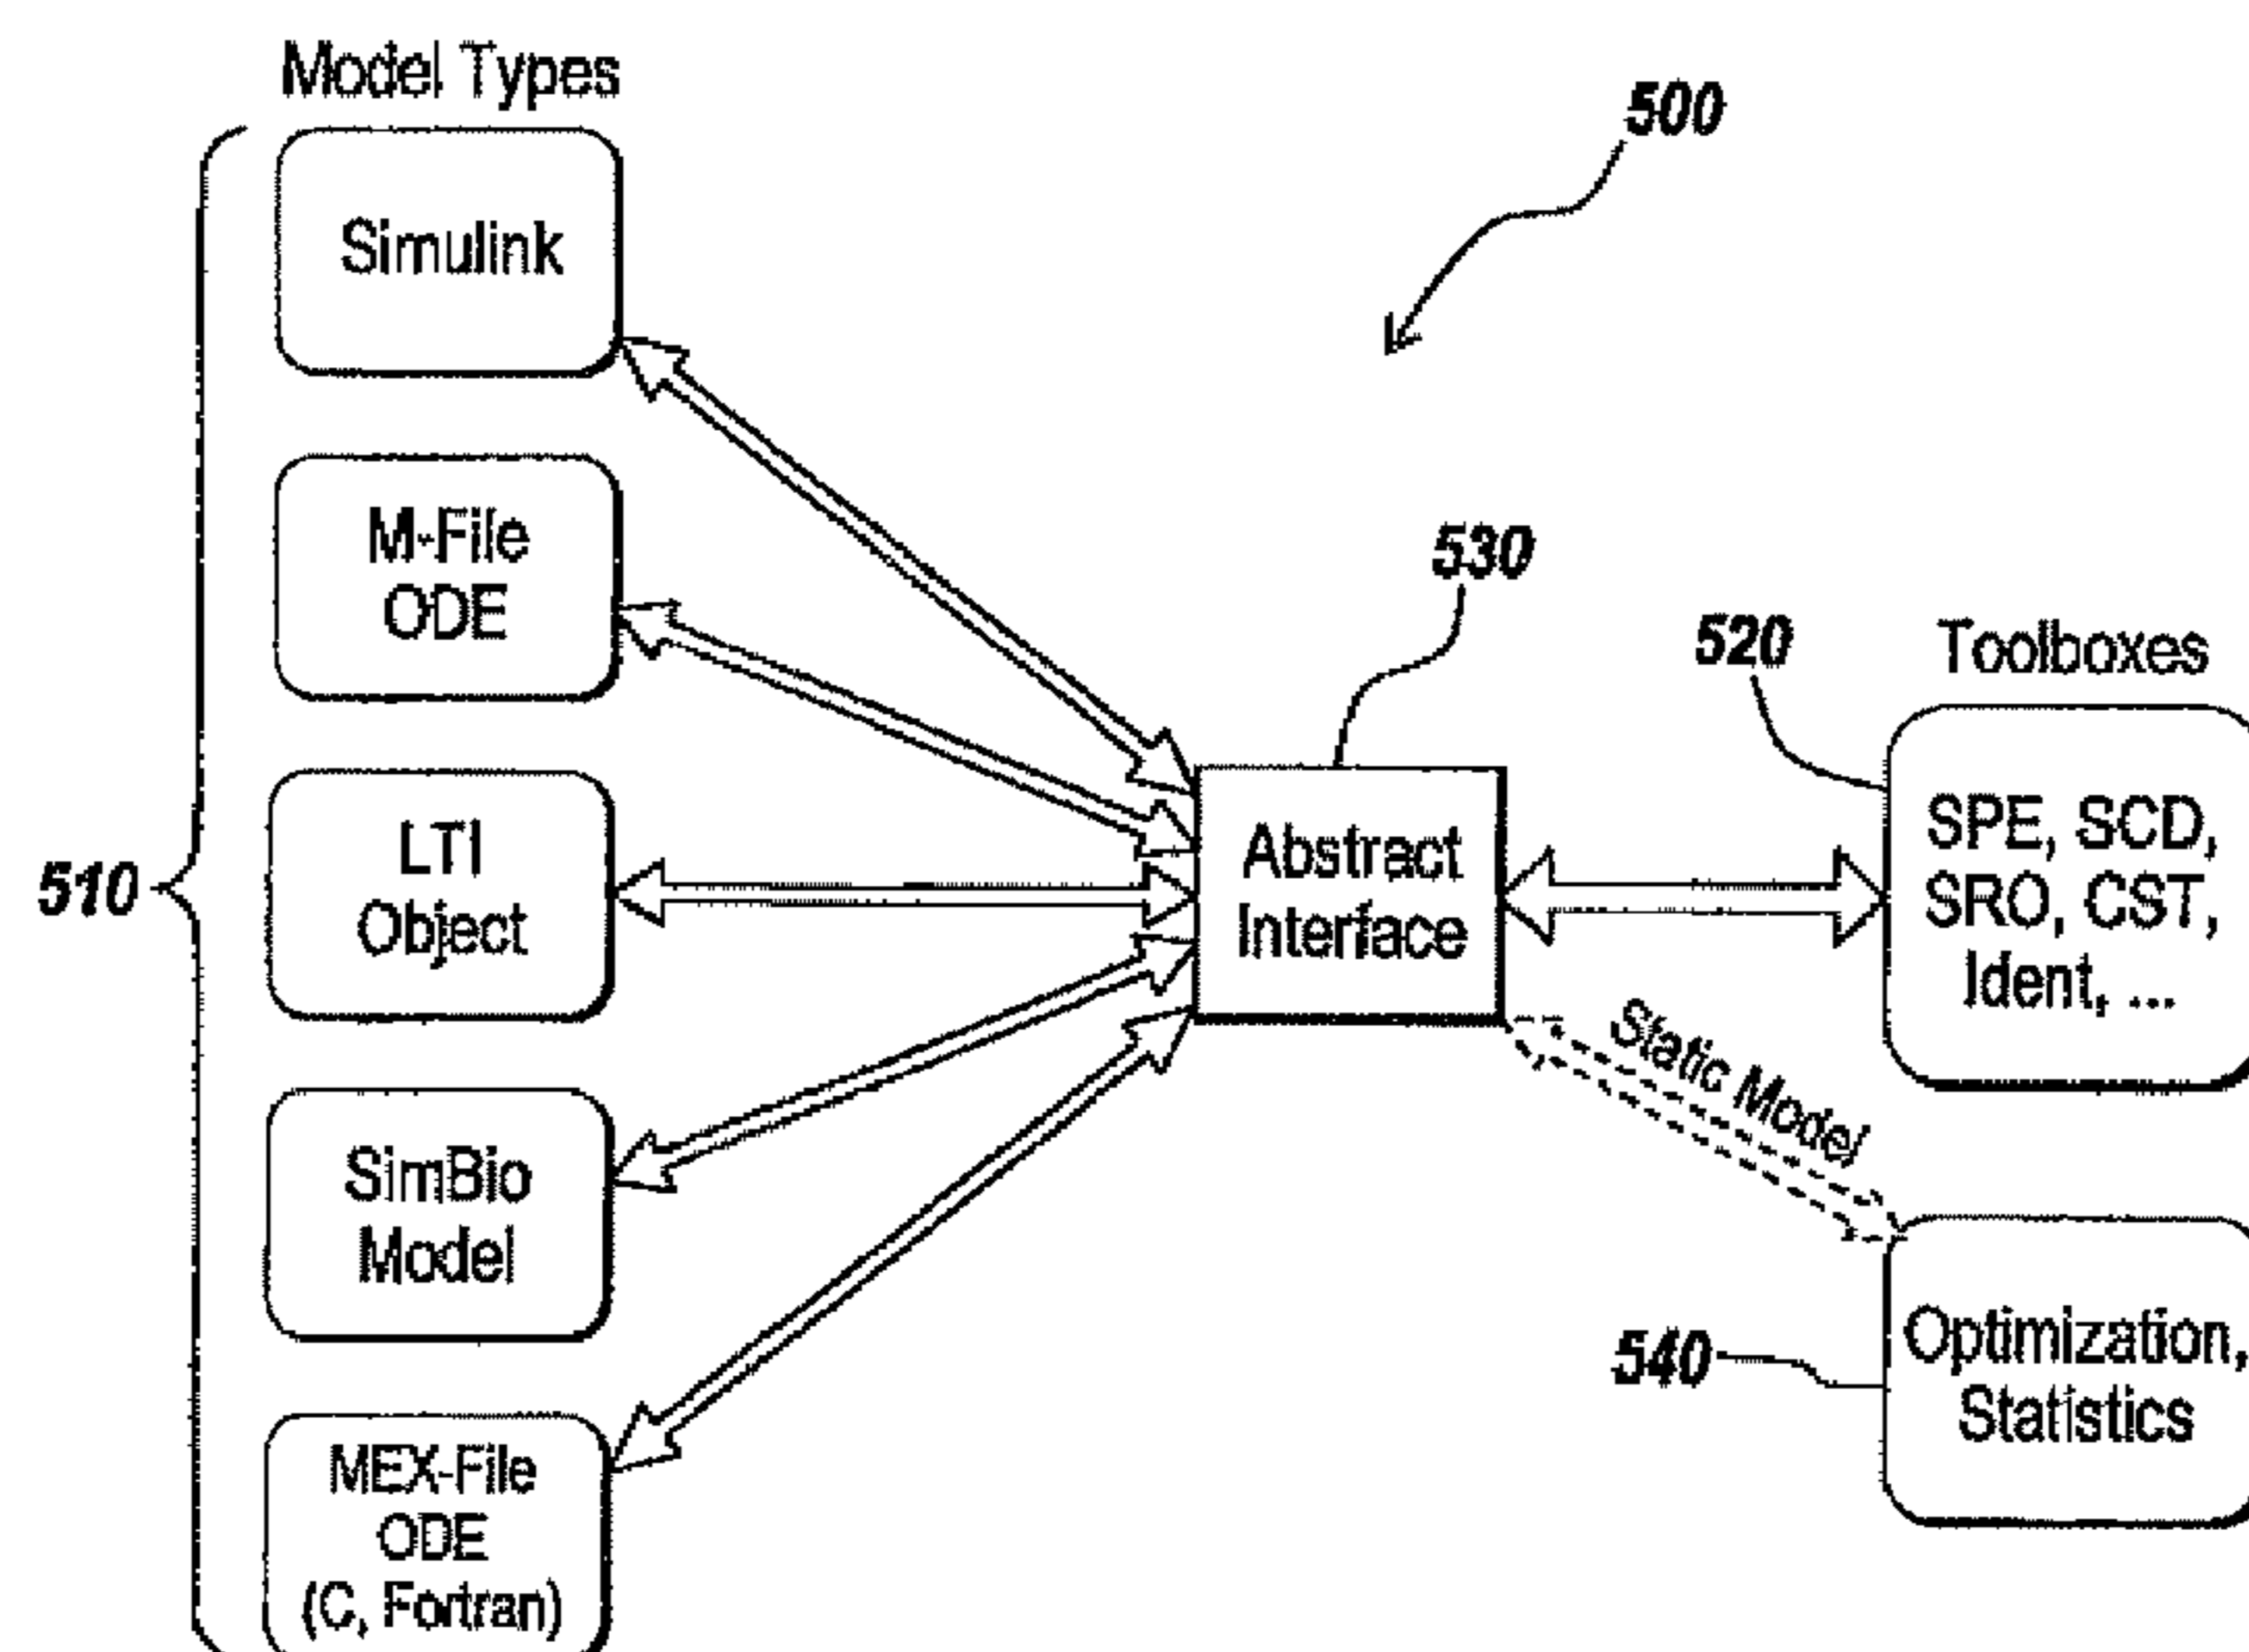 Model Types
500
Simulink
M-File
ODE
530
520
Toolboxes
LTI
Object
510
Abstract
Interface
SPE, SCD,
SRO, CST,
Ident, ...
Static Model
SimBio
Model
540
Optimization,
Statistics
MEX-File
ODE
(C, Fortran)